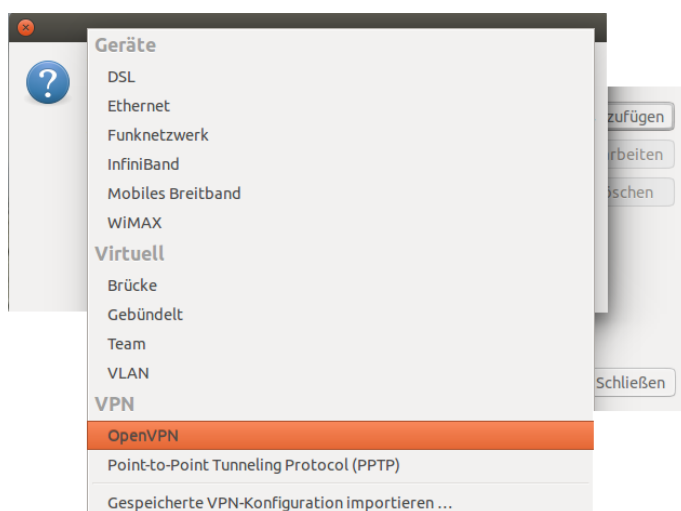 Geräte
DSL
Ethernet
Funknetzwerk
InfiniBand
Mobiles Breitband
WiMAX
Virtuell
Brücke
Gebündelt
Team
VLAN
VPN
OpenVPN
Point-to-Point Tunneling Protocol (PPTP)
Gespeicherte VPN-Konfiguration importieren ...
zufügen
rbeiten
öschen
Schließen